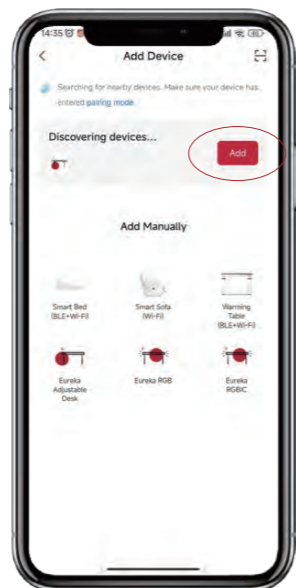 14:35
Add Device
Searching for nearby devices. Make sure your device has
entered pairing mode.
Discovering devices...
Add
Add Manually
Smart Bed
(BLE+Wi-Fi)
Smart Sofa
(Wi-Fi)
Warming
Table
(BLE+Wi-Fi)
Eureka
Adjustable
Desk
Eureka RGB
Eureka
RGBIC